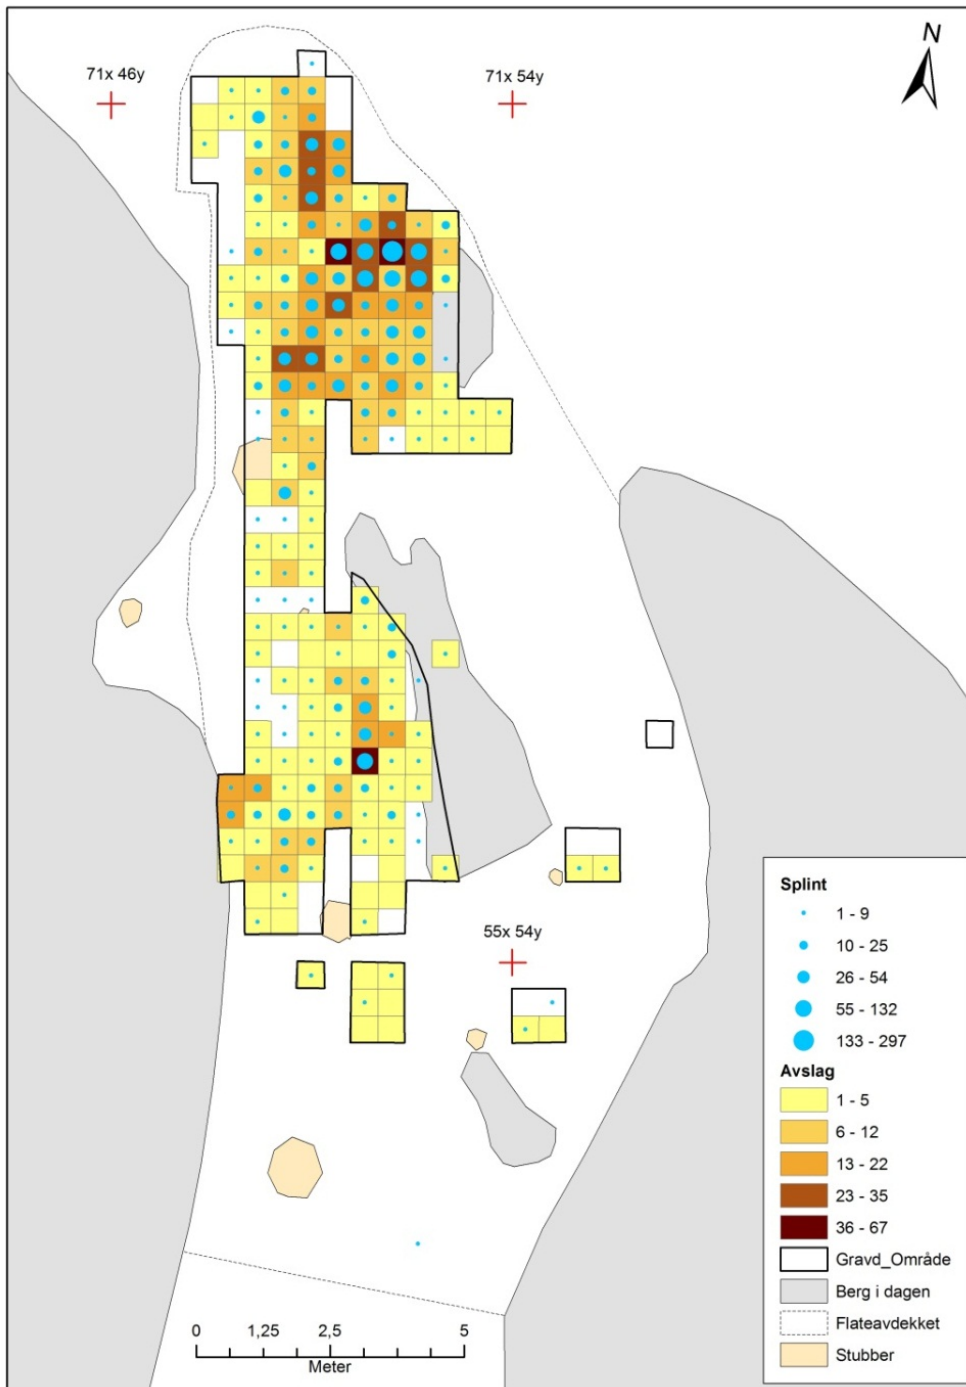 N
71x 46y
71x 54y
55x 54y
Splint
1 - 9
10 - 25
26 - 54
55 - 132
133 - 297
Avslag
1 - 5
6 - 12
13 - 22
23 - 35
36 - 67
Gravd_Område
Berg i dagen
Flateavdekket
Stubber
0 1,25 2,5 5
Meter